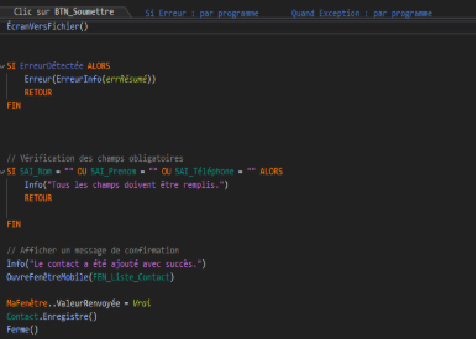 Clic sur BTN_Soumettre Si Erreur : par programme Quand Exception : par programme
ÉcranVersFichier()
SI ErreurDétectée ALORS
Erreur(ErreurInfo(errRésumé))
RETOUR
FIN
// Vérification des champs obligatoires
SI SAI_Nom = "" OU SAI_Prenom = "" OU SAI_Téléphone = "" ALORS
Info("Tous les champs doivent être remplis.")
RETOUR
FIN
// Afficher un message de confirmation
Info("Le contact a été ajouté avec succès.")
OuvreFenêtreMobile(FEN_Liste_Contact)
MaFenêtre..ValeurRenvoyée = Vrai
Contact.Enregistre()
Ferme()